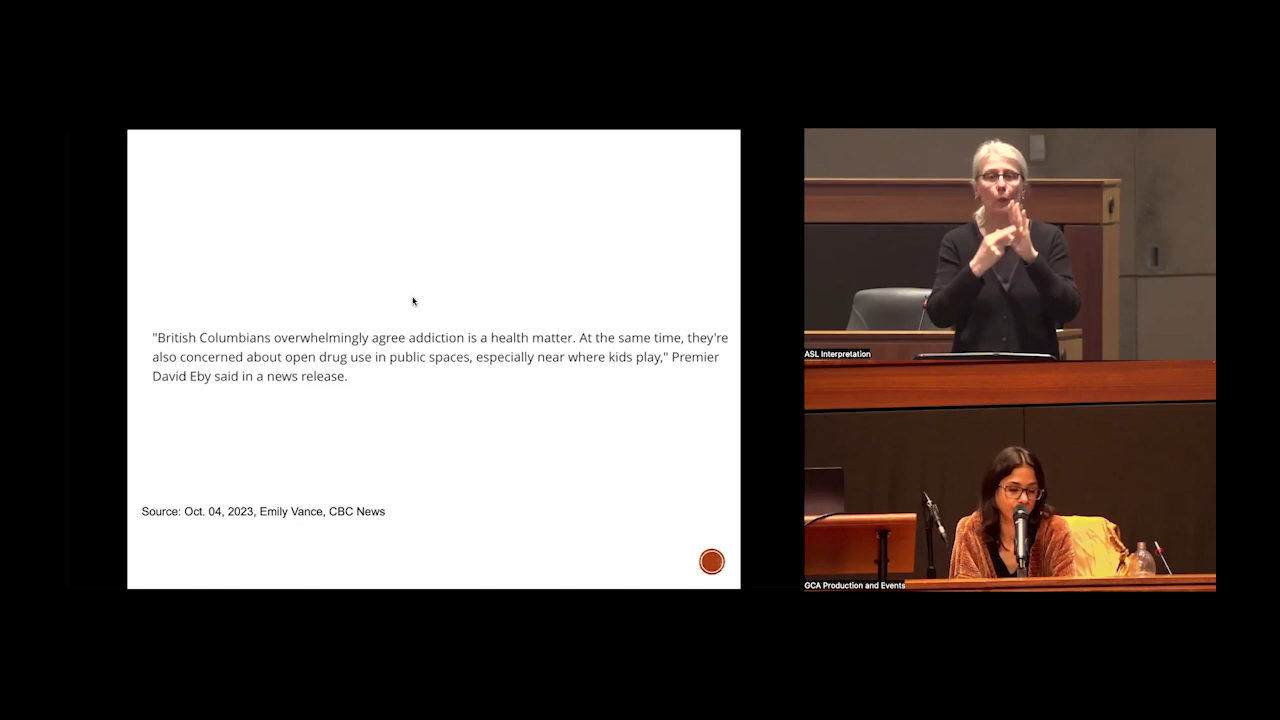 "British Columbians overwhelmingly agree addiction is a health matter. At the same time, they're
also concerned about open drug use in public spaces, especially near where kids play," Premier
David Eby said in a news release.
Source: Oct. 04, 2023, Emily Vance, CBC News
ASL Interpretation
GCA Production and Events